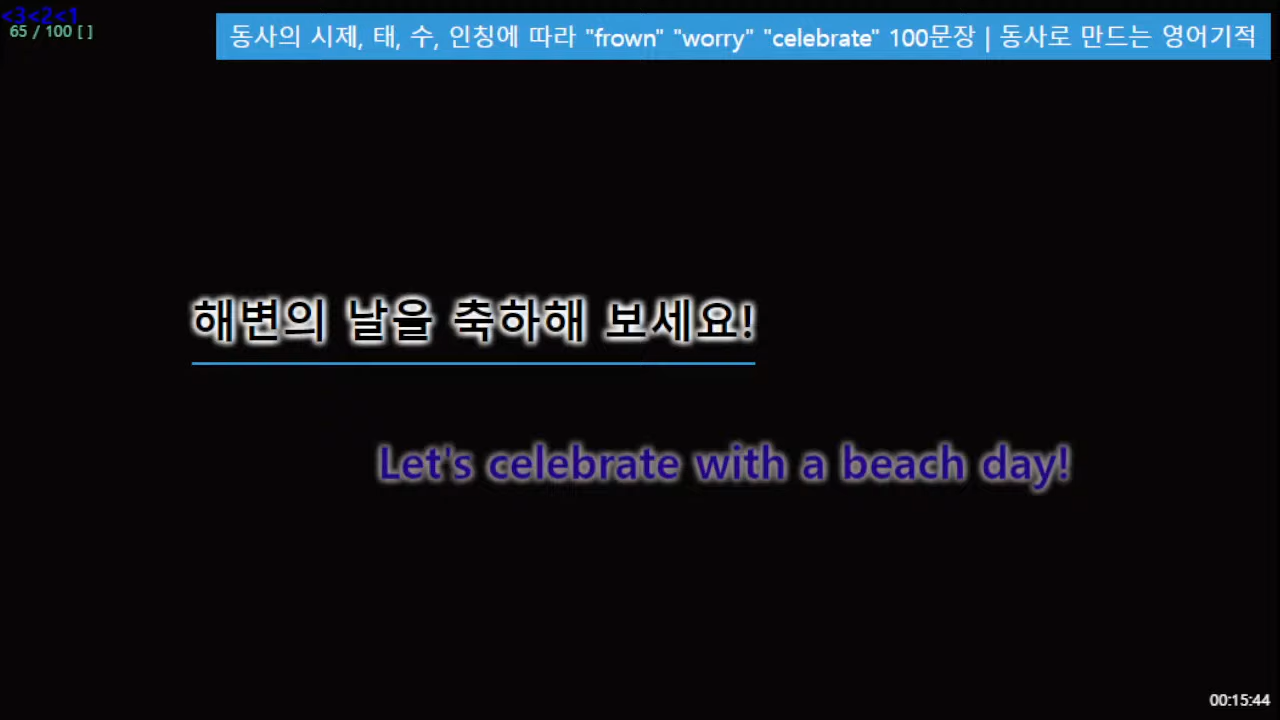 <3<2<1
65 / 100 [ ]
동사의 시제, 태, 수, 인칭에 따라 "frown" "worry" "celebrate" 100문장 | 동사로 만드는 영어기적
해변의 날을 축하해 보세요!
Let's celebrate with a beach day!
00:15:44